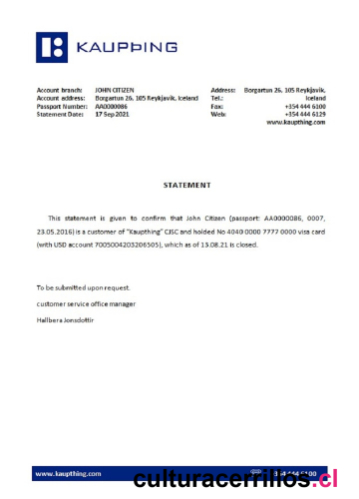 KAUPÞING
Account branch: JOHN CITIZEN
Account address: Borgartun 26, 105 Reykjavik, Iceland
Passport Number: AA0000086
Statement Date: 17 Sep 2021
Address: Borgartun 26, 105 Reykjavik, Iceland
Tel.: +354 444 6100
Fax: +354 444 6129
Web: www.kaupthing.com
STATEMENT
This statement is given to confirm that John Citizen (passport: AA0000086, 0007,
23.05.2016) is a customer of "Kaupthing" CJSC and holded No 4040 0000 7777 0000 visa card
(with USD account 7005004203206505), which as of 13.08.21 is closed.
To be submitted upon request.
customer service office manager
Hallbera Jonsdottir
www.kaupthing.com
+354 444 6100
culturacerrillos.cl